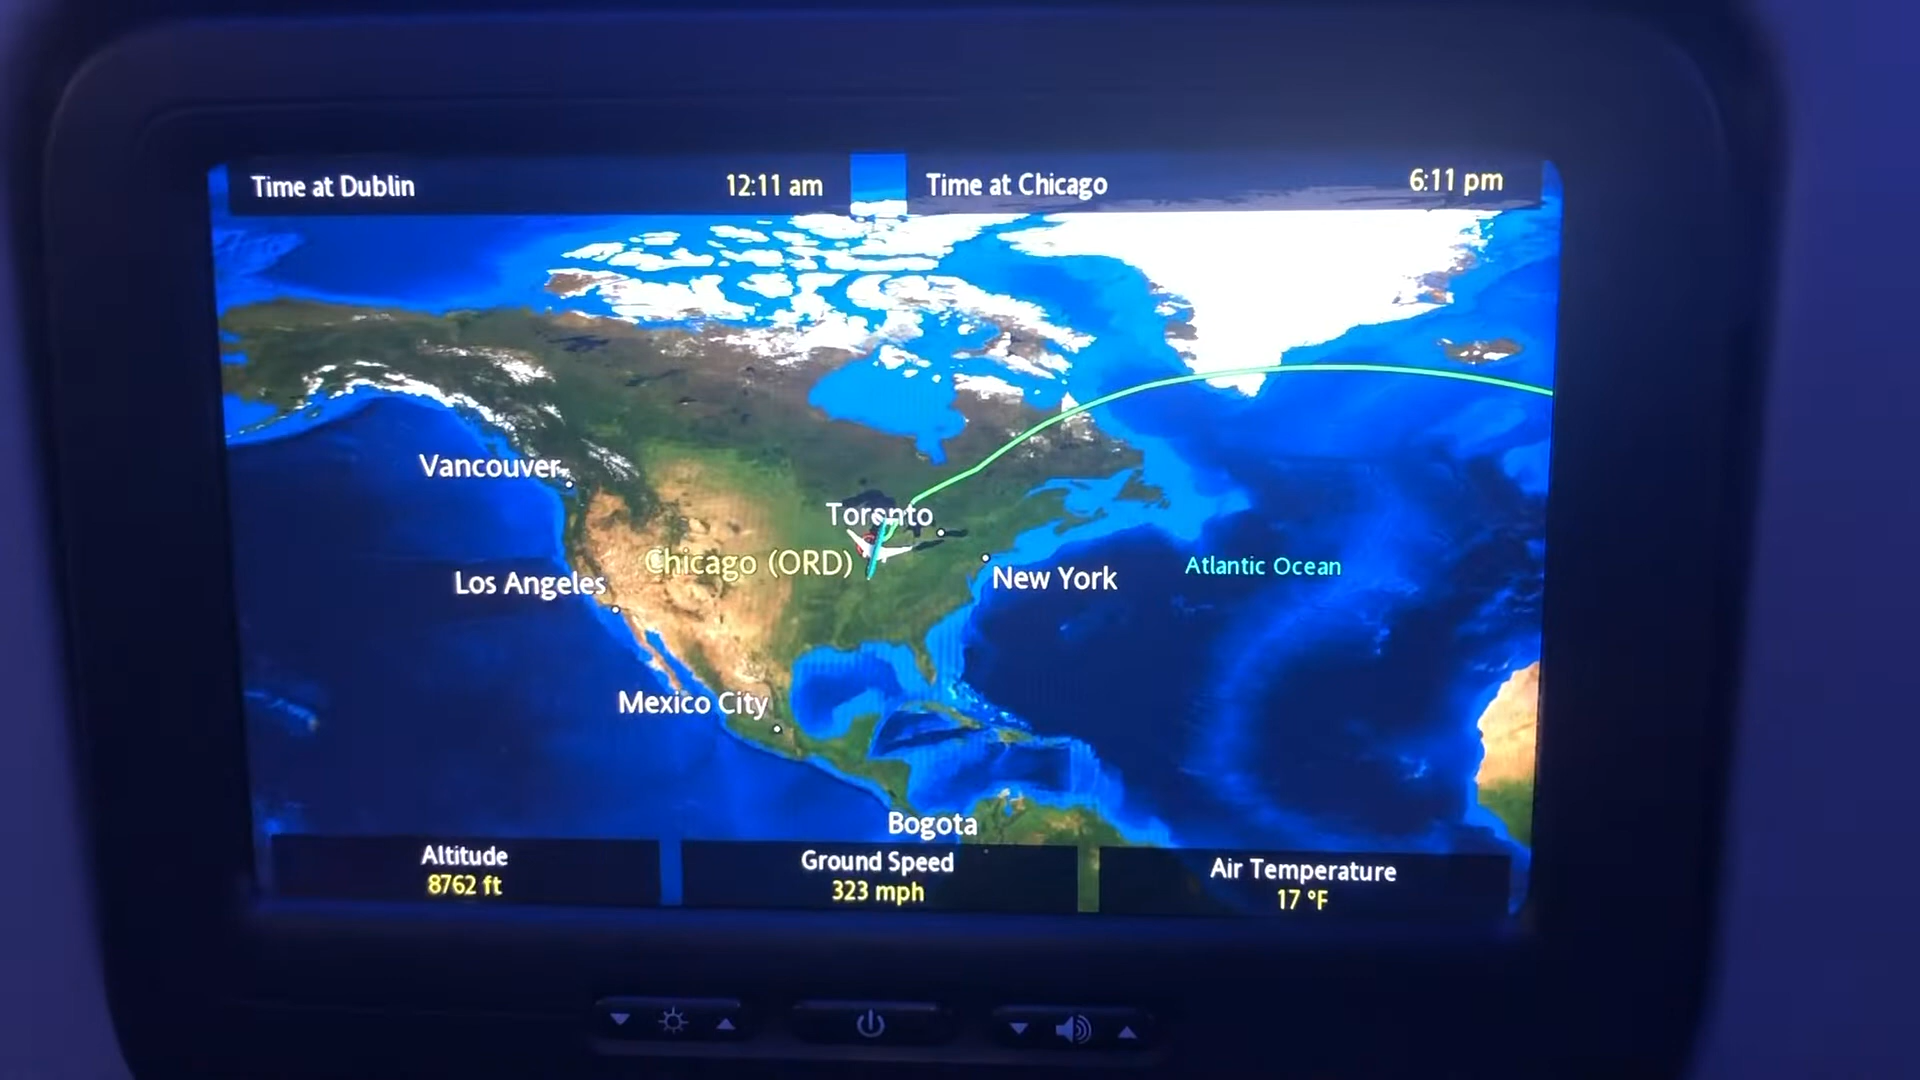 Time at Dublin 12:11 am
Time at Chicago 6:11 pm
Vancouver
Toronto
Chicago (ORD)
Los Angeles
New York
Atlantic Ocean
Mexico City
Bogota
Altitude
8762 ft
Ground Speed
323 mph
Air Temperature
17 °F